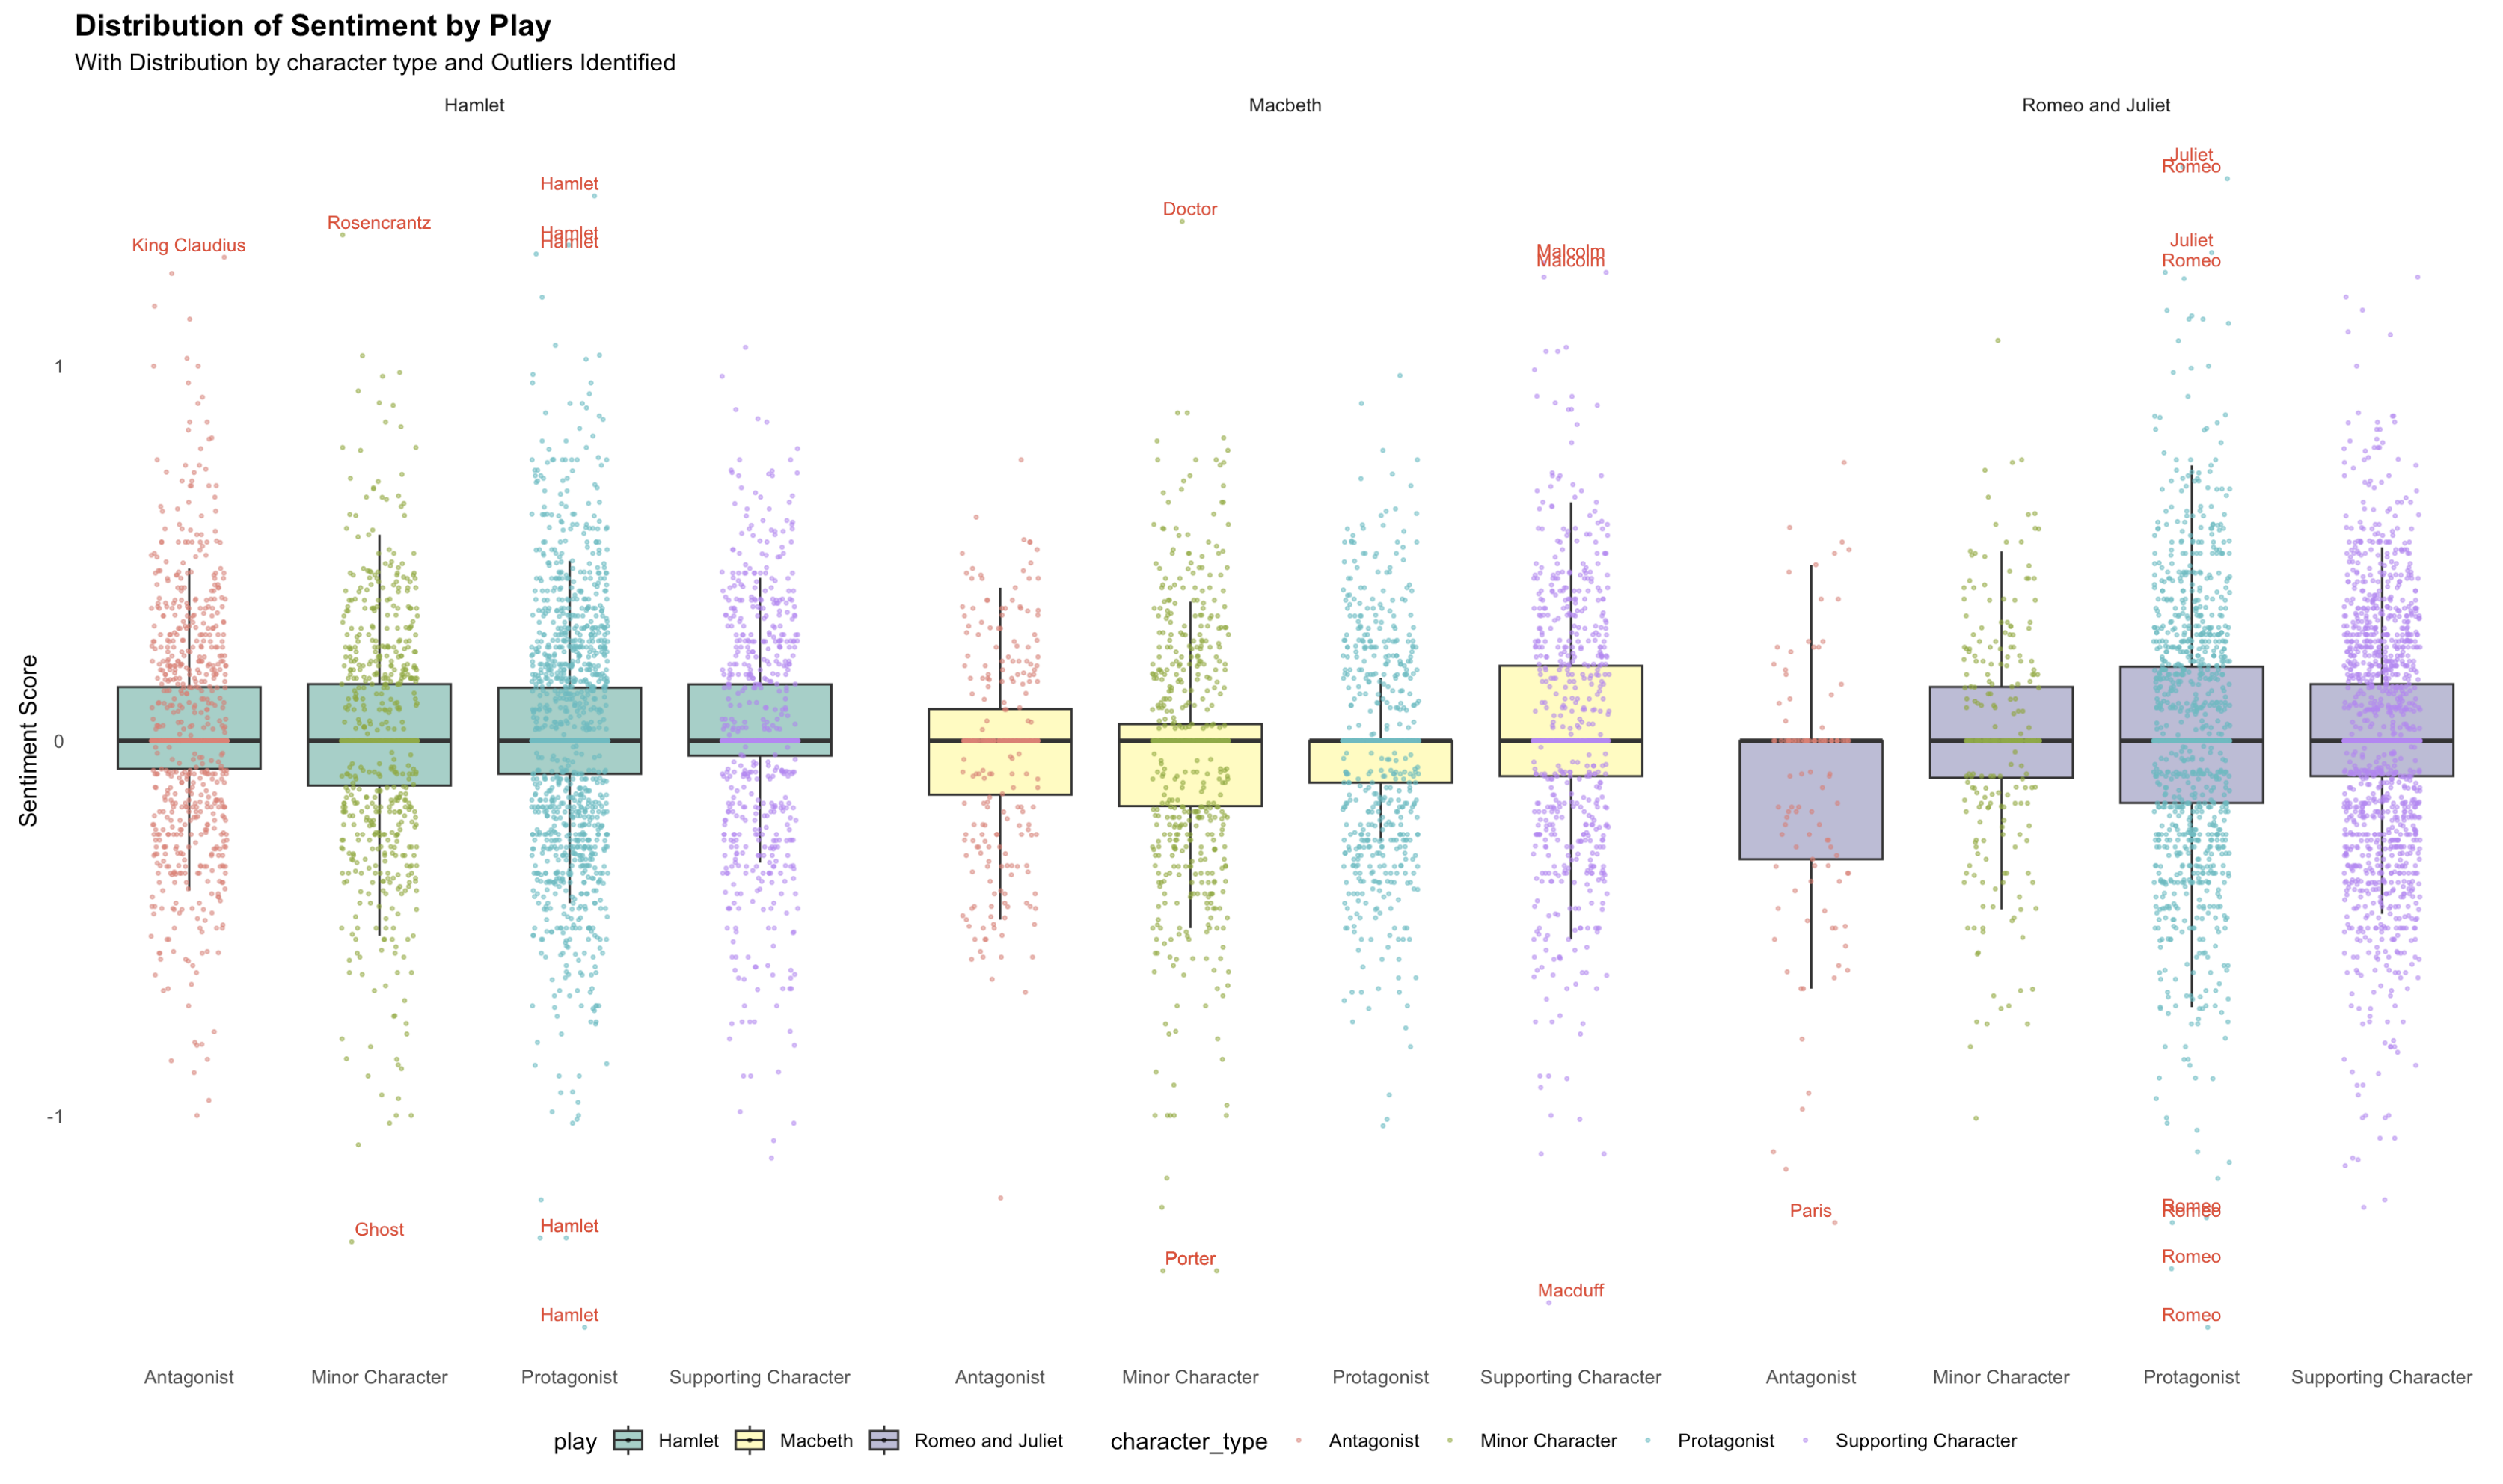 Distribution of Sentiment by Play
With Distribution by character type and Outliers Identified
Hamlet Macbeth Romeo and Juliet
Juliet
Romeo
Hamlet
Doctor
Rosencrantz
Hamlet
Hamlet
King Claudius
Juliet
Malcolm
Malcolm
Romeo
1
0
-1
Sentiment Score
Romeo
Romeo
Paris
Hamlet
Ghost
Romeo
Porter
Macduff
Hamlet
Romeo
Antagonist Minor Character Protagonist Supporting Character Antagonist Minor Character Protagonist Supporting Character Antagonist Minor Character Protagonist Supporting Character
play Hamlet Macbeth Romeo and Juliet character_type Antagonist Minor Character Protagonist Supporting Character